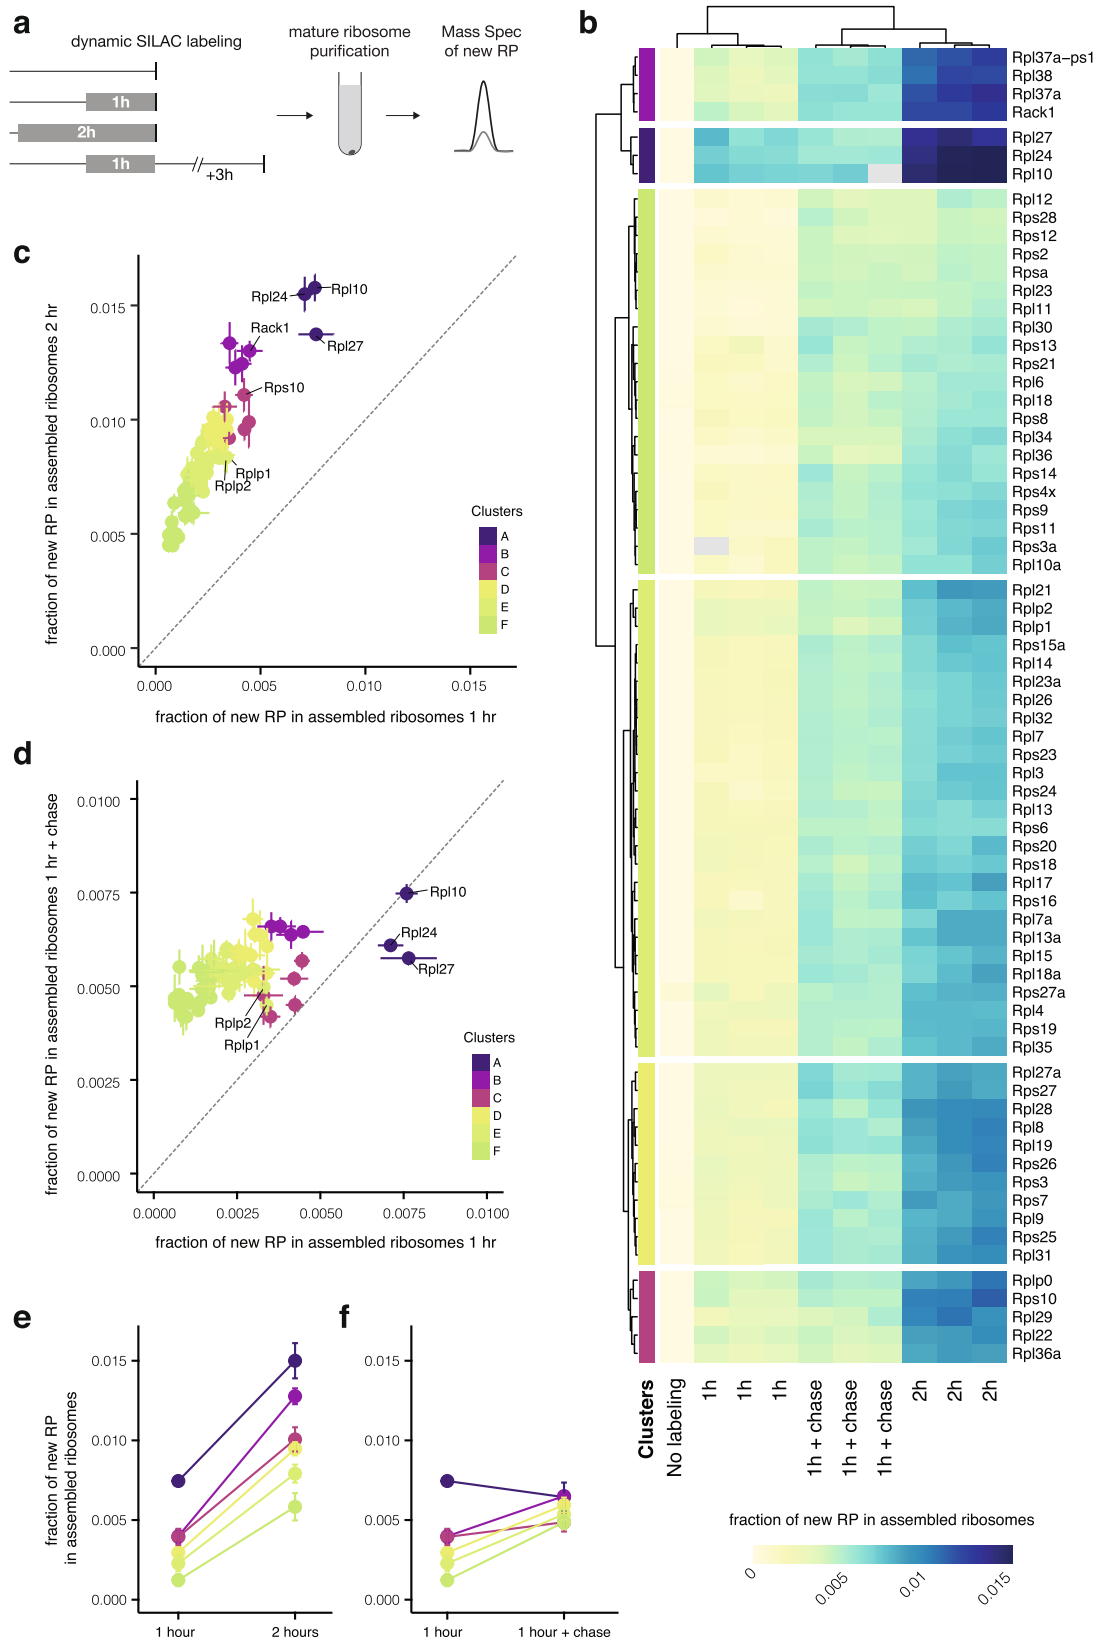 a
dynamic SILAC labeling
1h
2h
1h
+3h
mature ribosome
purification
Mass Spec
of new RP
b
Rpl37a-ps1
Rpl38
Rpl37a
Rack1
Rpl27
Rpl24
Rpl10
Rpl12
Rps28
Rps12
Rps2
Rpsa
Rpl23
Rpl11
Rpl30
Rps13
Rps21
Rpl6
Rpl18
Rps8
Rpl34
Rpl36
Rps14
Rps4x
Rps9
Rps11
Rps3a
Rpl10a
Rpl21
Rplp2
Rplp1
Rps15a
Rpl14
Rpl23a
Rpl26
Rpl32
Rpl7
Rps23
Rpl3
Rps24
Rpl13
Rps6
Rps20
Rps18
Rpl17
Rps16
Rpl7a
Rpl13a
Rpl15
Rpl18a
Rps27a
Rpl4
Rps19
Rpl35
Rpl27a
Rps27
Rpl28
Rpl8
Rpl19
Rps26
Rps3
Rps7
Rpl9
Rps25
Rpl31
Rplp0
Rps10
Rpl29
Rpl22
Rpl36a
Clusters
No labeling
1h
1h
1h
1h + chase
1h + chase
1h + chase
2h
2h
2h
fraction of new RP in assembled ribosomes
0
0.005
0.01
0.015
c
fraction of new RP in assembled ribosomes 2 hr
0.015
0.010
0.005
0.000
Rpl24
Rpl10
Rack1
Rpl27
Rps10
Rplp1
Rplp2
Clusters
A
B
C
D
E
F
0.000
0.005
0.010
0.015
fraction of new RP in assembled ribosomes 1 hr
d
fraction of new RP in assembled ribosomes 1 hr + chase
0.0100
0.0075
0.0050
0.0025
0.0000
Rpl10
Rpl24
Rpl27
Rplp2
Rplp1
Clusters
A
B
C
D
E
F
0.0000
0.0025
0.0050
0.0075
0.0100
fraction of new RP in assembled ribosomes 1 hr
e
fraction of new RP
in assembled ribosomes
0.015
0.010
0.005
0.000
1 hour
2 hours
f
0.015
0.010
0.005
0.000
1 hour
1 hour + chase